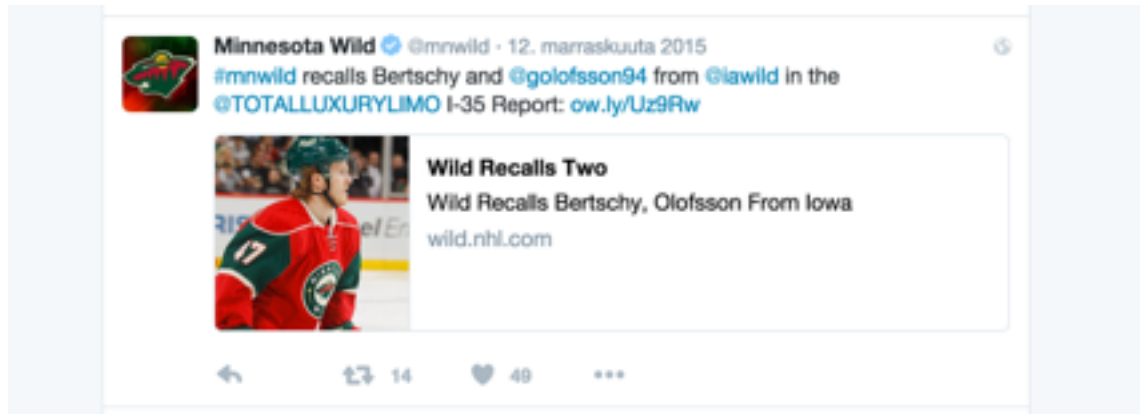 Minnesota Wild @mnwild · 12. marraskuuta 2015
#mnwild recalls Bertschy and @golofsson94 from @iawild in the
@TOTALLUXURYLIMO I-35 Report: ow.ly/Uz9Rw
Wild Recalls Two
Wild Recalls Bertschy, Olofsson From Iowa
wild.nhl.com
47
14 49